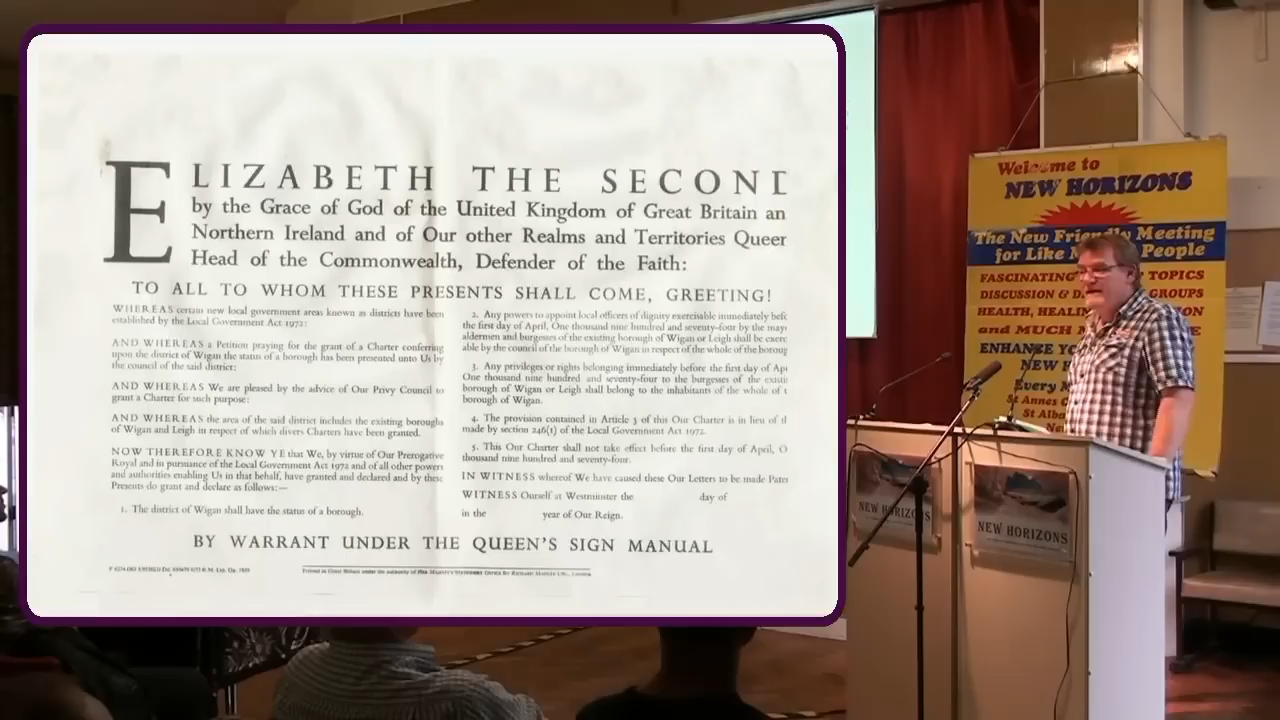 ELIZABETH THE SECOND
by the Grace of God of the United Kingdom of Great Britain an
Northern Ireland and of Our other Realms and Territories Queen
Head of the Commonwealth, Defender of the Faith:
TO ALL TO WHOM THESE PRESENTS SHALL COME, GREETING!
WHEREAS certain new local government areas known as districts have been
established by the Local Government Act 1972:
AND WHEREAS a Petition praying for the grant of a Charter conferring
upon the district of Wigan the status of a borough has been presented unto Us by
the council of the said district:
AND WHEREAS We are pleased by the advice of Our Privy Council to
grant a Charter for such purpose:
AND WHEREAS the area of the said district includes the existing boroughs
of Wigan and Leigh in respect of which divers Charters have been granted.
NOW THEREFORE KNOW YE that We, by virtue of Our Prerogative
Royal and in pursuance of the Local Government Act 1972 and of all other powers
and authorities enabling Us in that behalf, have granted and declared and by these
Presents do grant and declare as follows:—
1. The district of Wigan shall have the status of a borough.
2. Any powers to appoint local officers of dignity exercisable immediately befo
the first day of April, One thousand nine hundred and seventy-four by the may
aldermen and burgesses of the existing borough of Wigan or Leigh shall be exerc
able by the council of the borough of Wigan in respect of the whole of the boroug
3. Any privileges or rights belonging immediately before the first day of Ap
One thousand nine hundred and seventy-four to the burgesses of the existi
borough of Wigan or Leigh shall belong to the inhabitants of the whole of t
borough of Wigan.
4. The provision contained in Article 3 of this Our Charter is in lieu of th
made by section 246(1) of the Local Government Act 1972.
5. This Our Charter shall not take effect before the first day of April, O
thousand nine hundred and seventy-four.
IN WITNESS whereof We have caused these Our Letters to be made Pate
WITNESS Ourself at Westminster the day of
in the year of Our Reign.
BY WARRANT UNDER THE QUEEN'S SIGN MANUAL
Welcome to
NEW HORIZONS
The New Friendly Meeting
for Like People
FASCINATING TOPICS
DISCUSSION & GROUPS
HEALTH,
and MUCH
ENHANCE
NEW
Every
St Annes
St
NEW HORIZONS
NEW HORIZONS